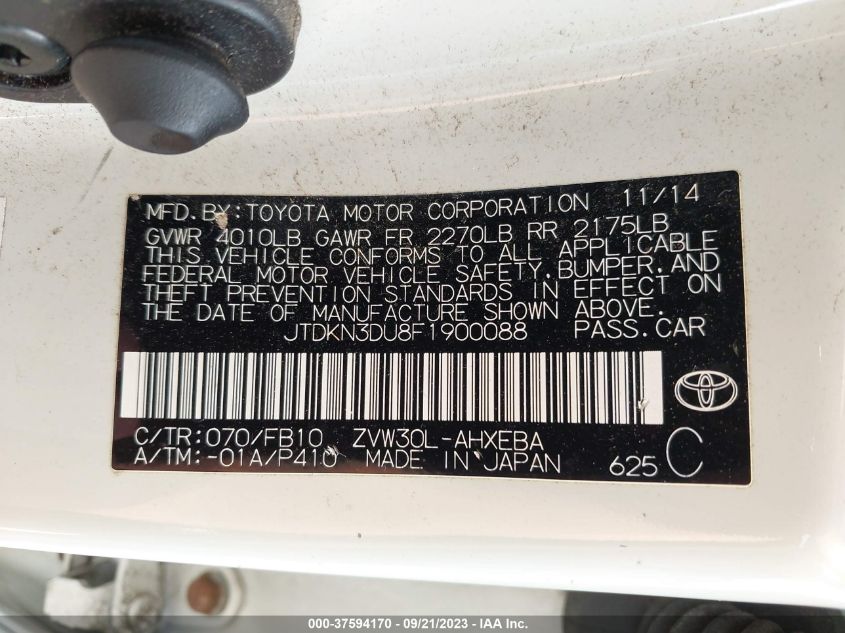 MFD. BY: TOYOTA MOTOR CORPORATION 11/14
GVWR 4010LB GAWR FR 2270LB RR 2175LB
THIS VEHICLE CONFORMS TO ALL APPLICABLE
FEDERAL MOTOR VEHICLE SAFETY, BUMPER, AND
THEFT PREVENTION STANDARDS IN EFFECT ON
THE DATE OF MANUFACTURE SHOWN ABOVE.
JTDKN3DU8F1900088 PASS. CAR
C/TR: 070/FB10 ZVW30L-AHXEBA
A/TM: -01A/P410 MADE IN JAPAN 625 C
000-37594170 - 09/21/2023 - IAA Inc.